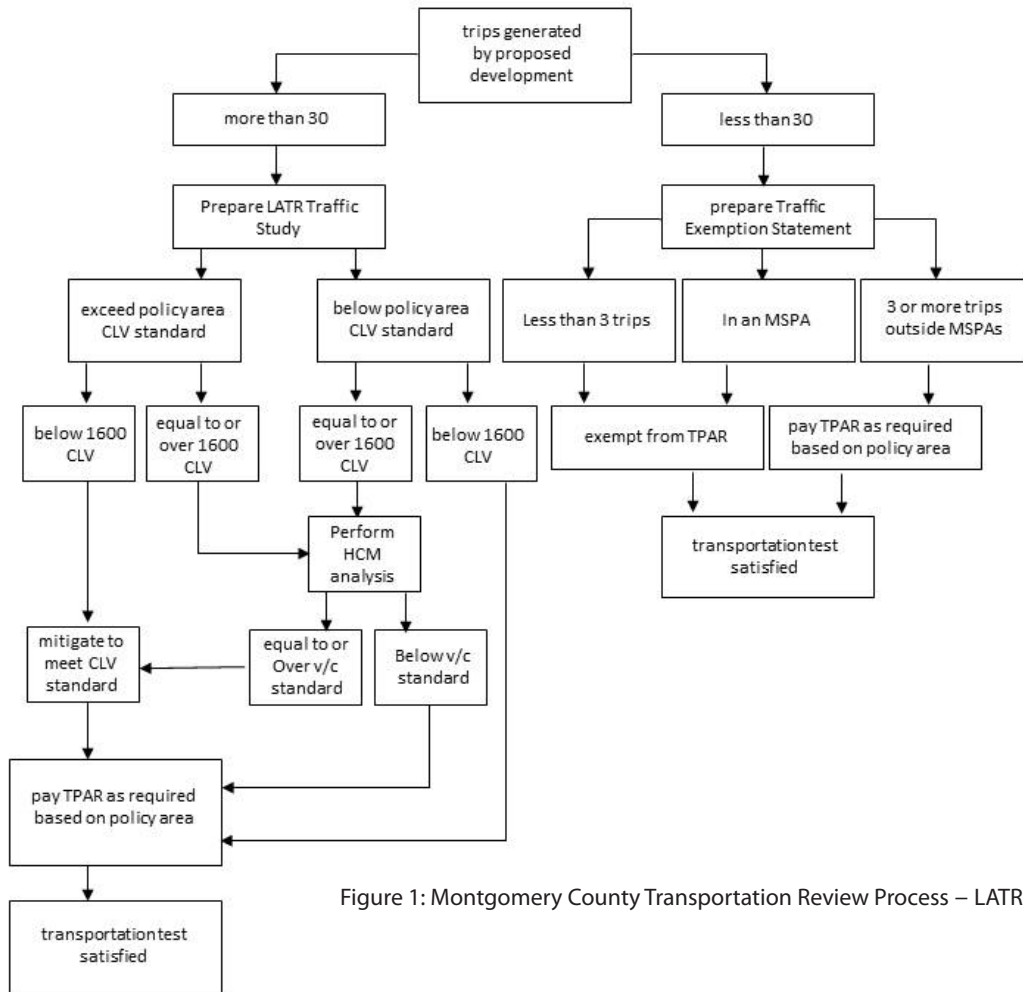 trips generated
by proposed
development
more than 30
less than 30
Prepare LATR Traffic
Study
prepare Traffic
Exemption Statement
exceed policy area
CLV standard
below policy area
CLV standard
Less than 3 trips
In an MSPA
3 or more trips
outside MSPAs
below 1600
CLV
equal to or
over 1600
CLV
equal to or
over 1600
CLV
below 1600
CLV
exempt from TPAR
pay TPAR as required
based on policy area
Perform
HCM
analysis
transportation test
satisfied
mitigate to
meet CLV
standard
equal to or
Over v/c
standard
Below v/c
standard
pay TPAR as required
based on policy area
transportation test
satisfied
Figure 1: Montgomery County Transportation Review Process – LATR